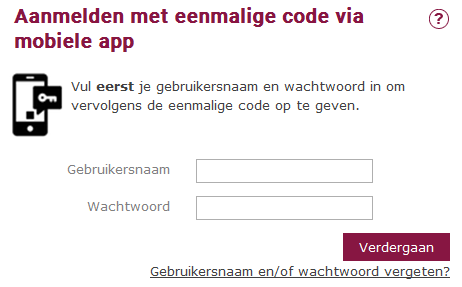 Aanmelden met eenmalige code via
mobiele app
?
Vul eerst je gebruikersnaam en wachtwoord in om
vervolgens de eenmalige code op te geven.
Gebruikersnaam
Wachtwoord
Verdergaan
Gebruikersnaam en/of wachtwoord vergeten?